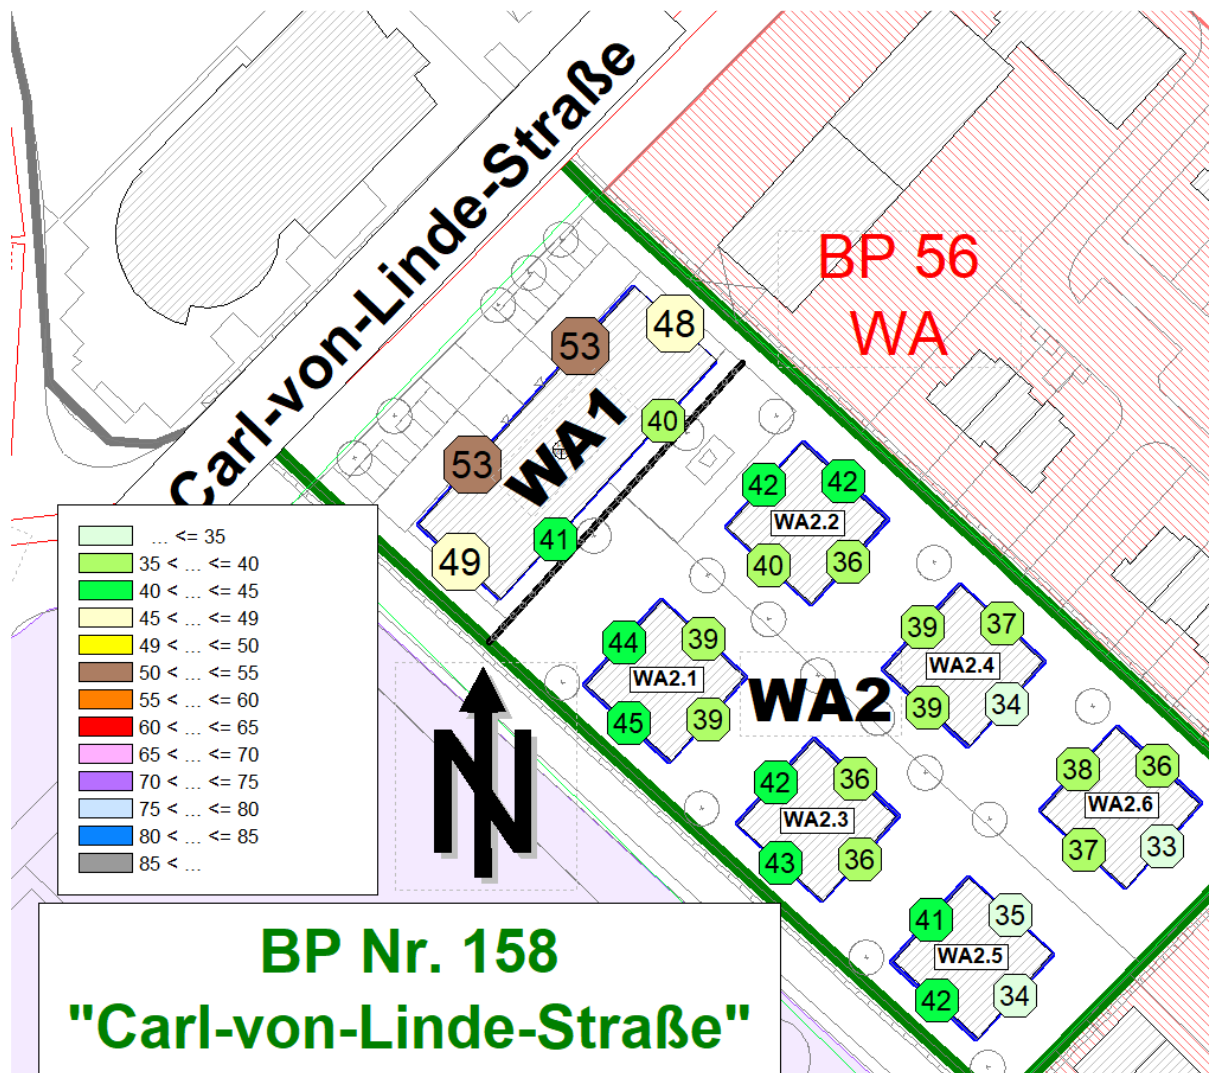 Carl-von-Linde-Straße
BP 56
WA
48
53
WA1
40
53
41
49
42
42
WA2.2
40
36
... <= 35
35 < ... <= 40
40 < ... <= 45
45 < ... <= 49
49 < ... <= 50
50 < ... <= 55
55 < ... <= 60
60 < ... <= 65
65 < ... <= 70
70 < ... <= 75
75 < ... <= 80
80 < ... <= 85
85 < ...
44
39
WA2.1
45
39
39
37
WA2.4
39
34
WA2
N
42
36
WA2.3
43
36
38
36
WA2.6
37
33
41
35
WA2.5
42
34
BP Nr. 158
"Carl-von-Linde-Straße"